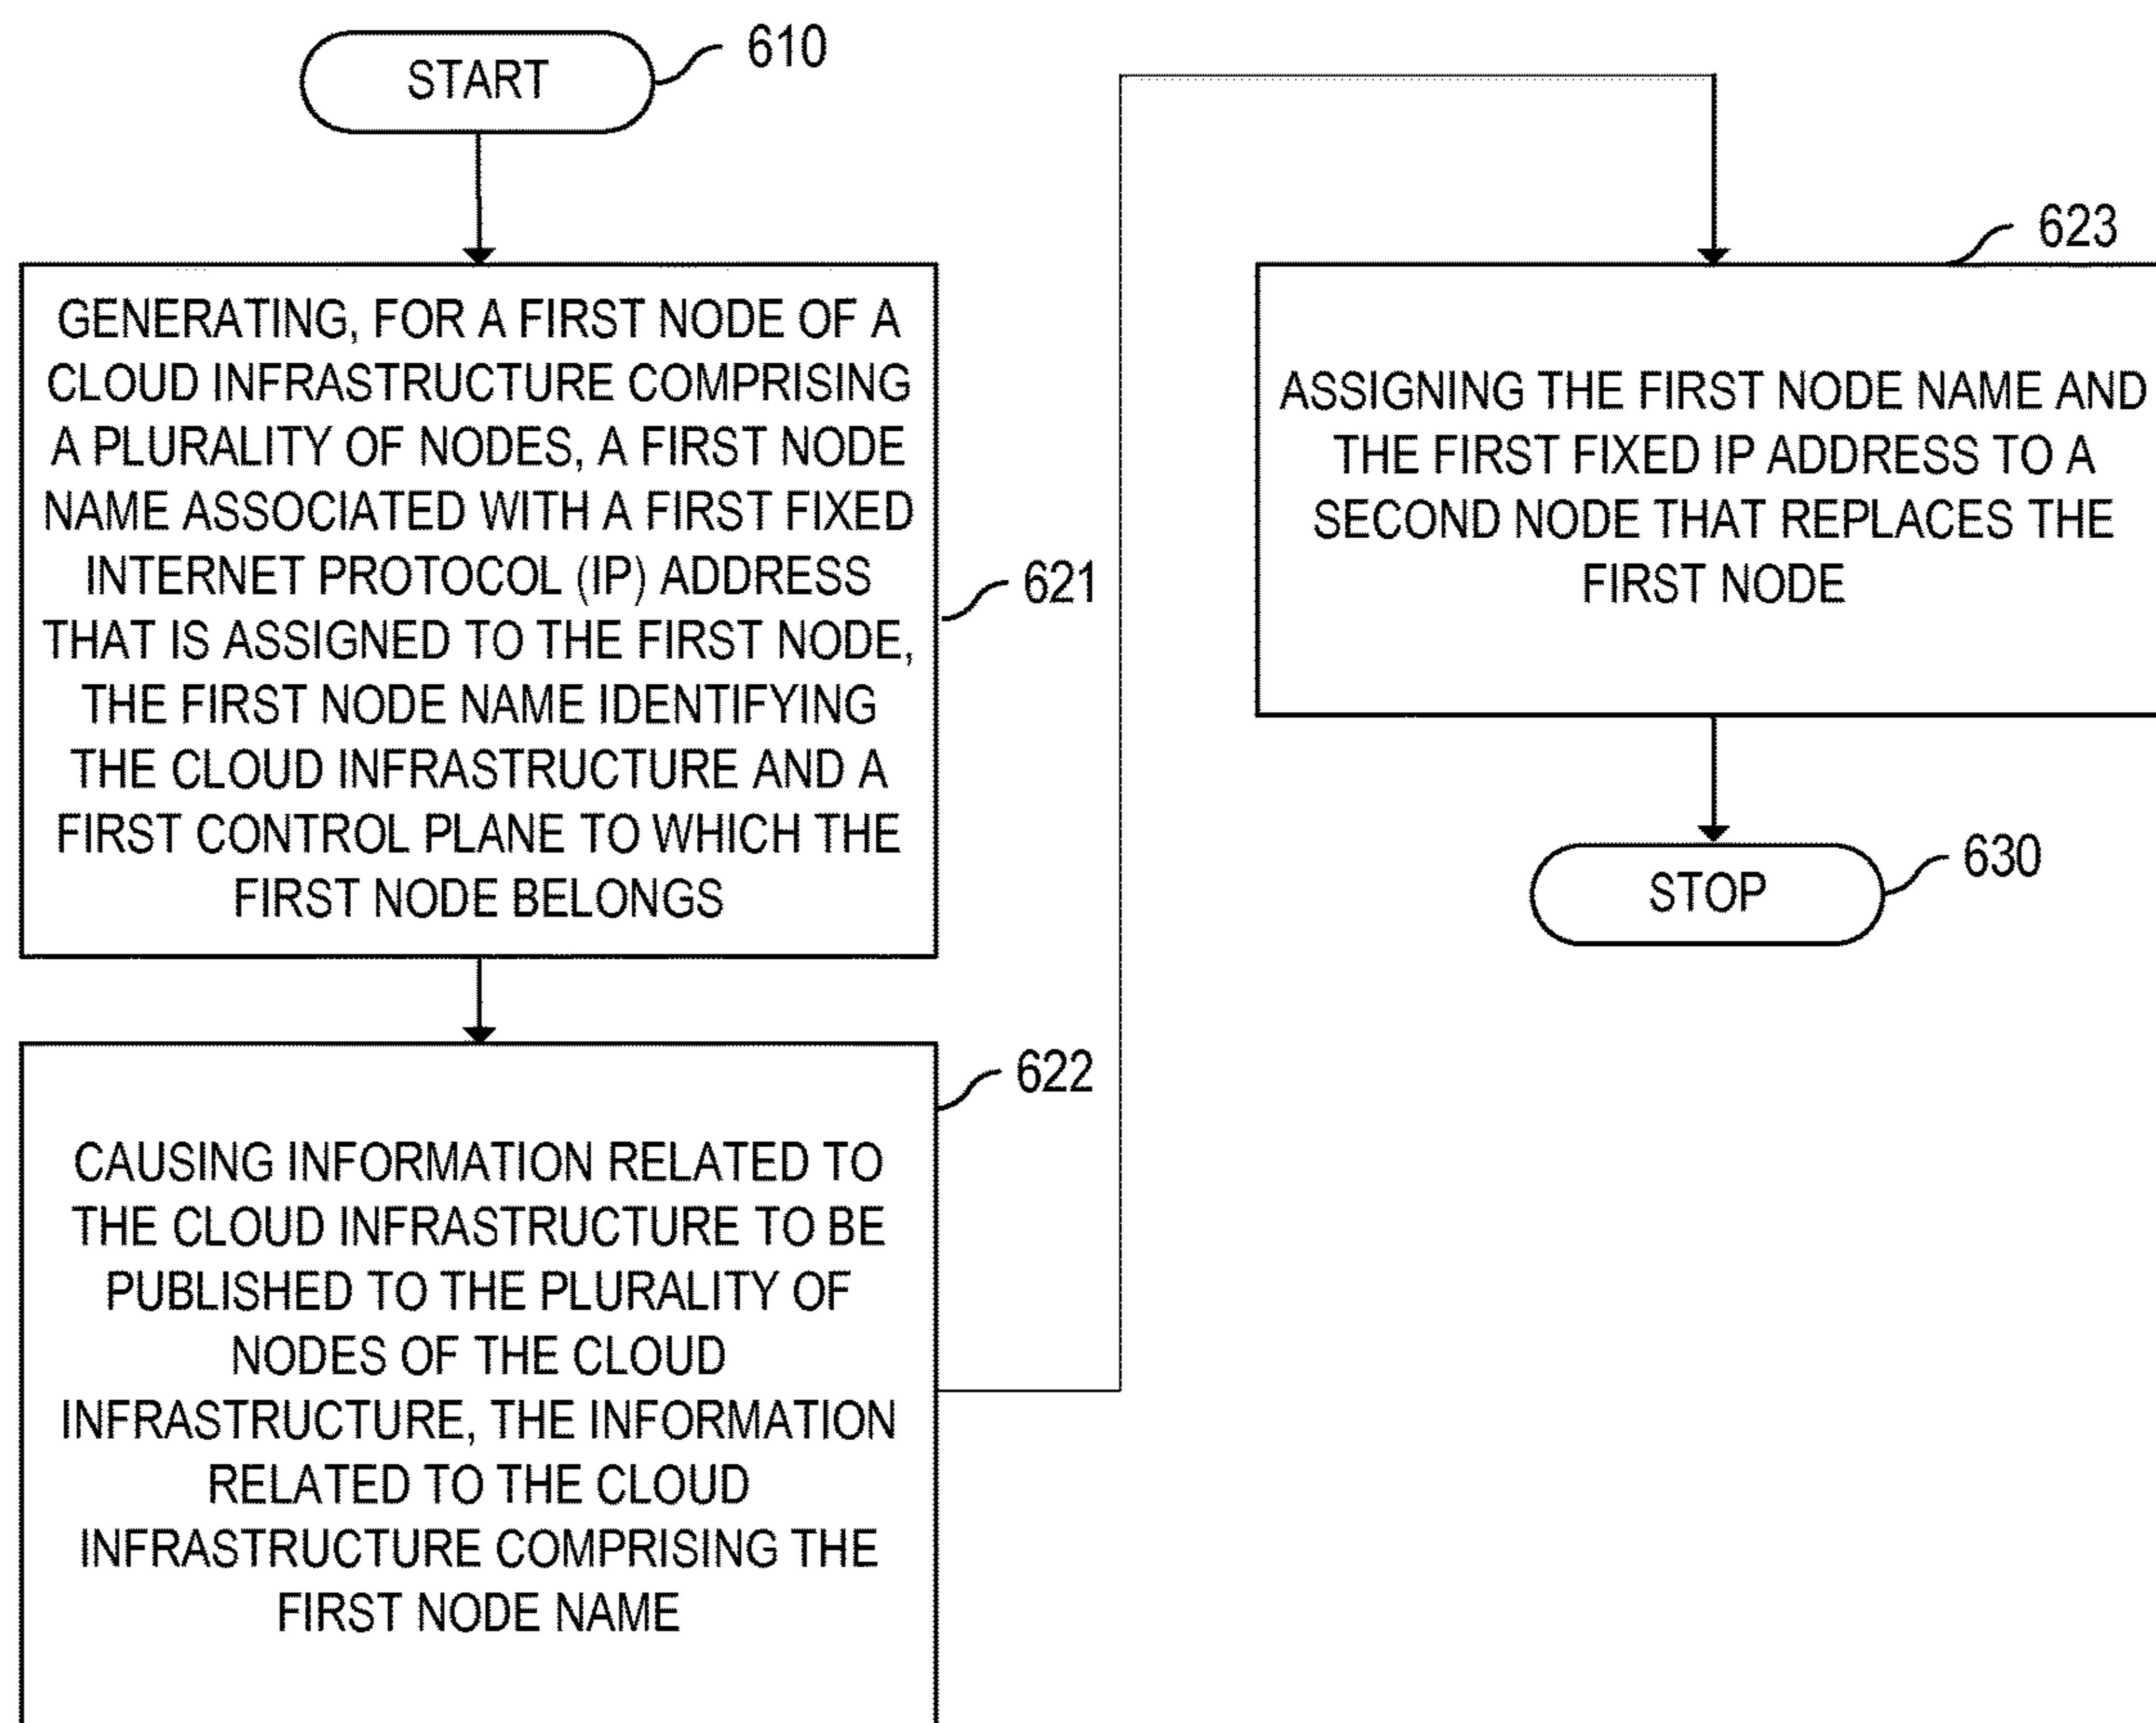 START
610
GENERATING, FOR A FIRST NODE OF A
CLOUD INFRASTRUCTURE COMPRISING
A PLURALITY OF NODES, A FIRST NODE
NAME ASSOCIATED WITH A FIRST FIXED
INTERNET PROTOCOL (IP) ADDRESS
THAT IS ASSIGNED TO THE FIRST NODE,
THE FIRST NODE NAME IDENTIFYING
THE CLOUD INFRASTRUCTURE AND A
FIRST CONTROL PLANE TO WHICH THE
FIRST NODE BELONGS
621
CAUSING INFORMATION RELATED TO
THE CLOUD INFRASTRUCTURE TO BE
PUBLISHED TO THE PLURALITY OF
NODES OF THE CLOUD
INFRASTRUCTURE, THE INFORMATION
RELATED TO THE CLOUD
INFRASTRUCTURE COMPRISING THE
FIRST NODE NAME
622
623
ASSIGNING THE FIRST NODE NAME AND
THE FIRST FIXED IP ADDRESS TO A
SECOND NODE THAT REPLACES THE
FIRST NODE
STOP
630